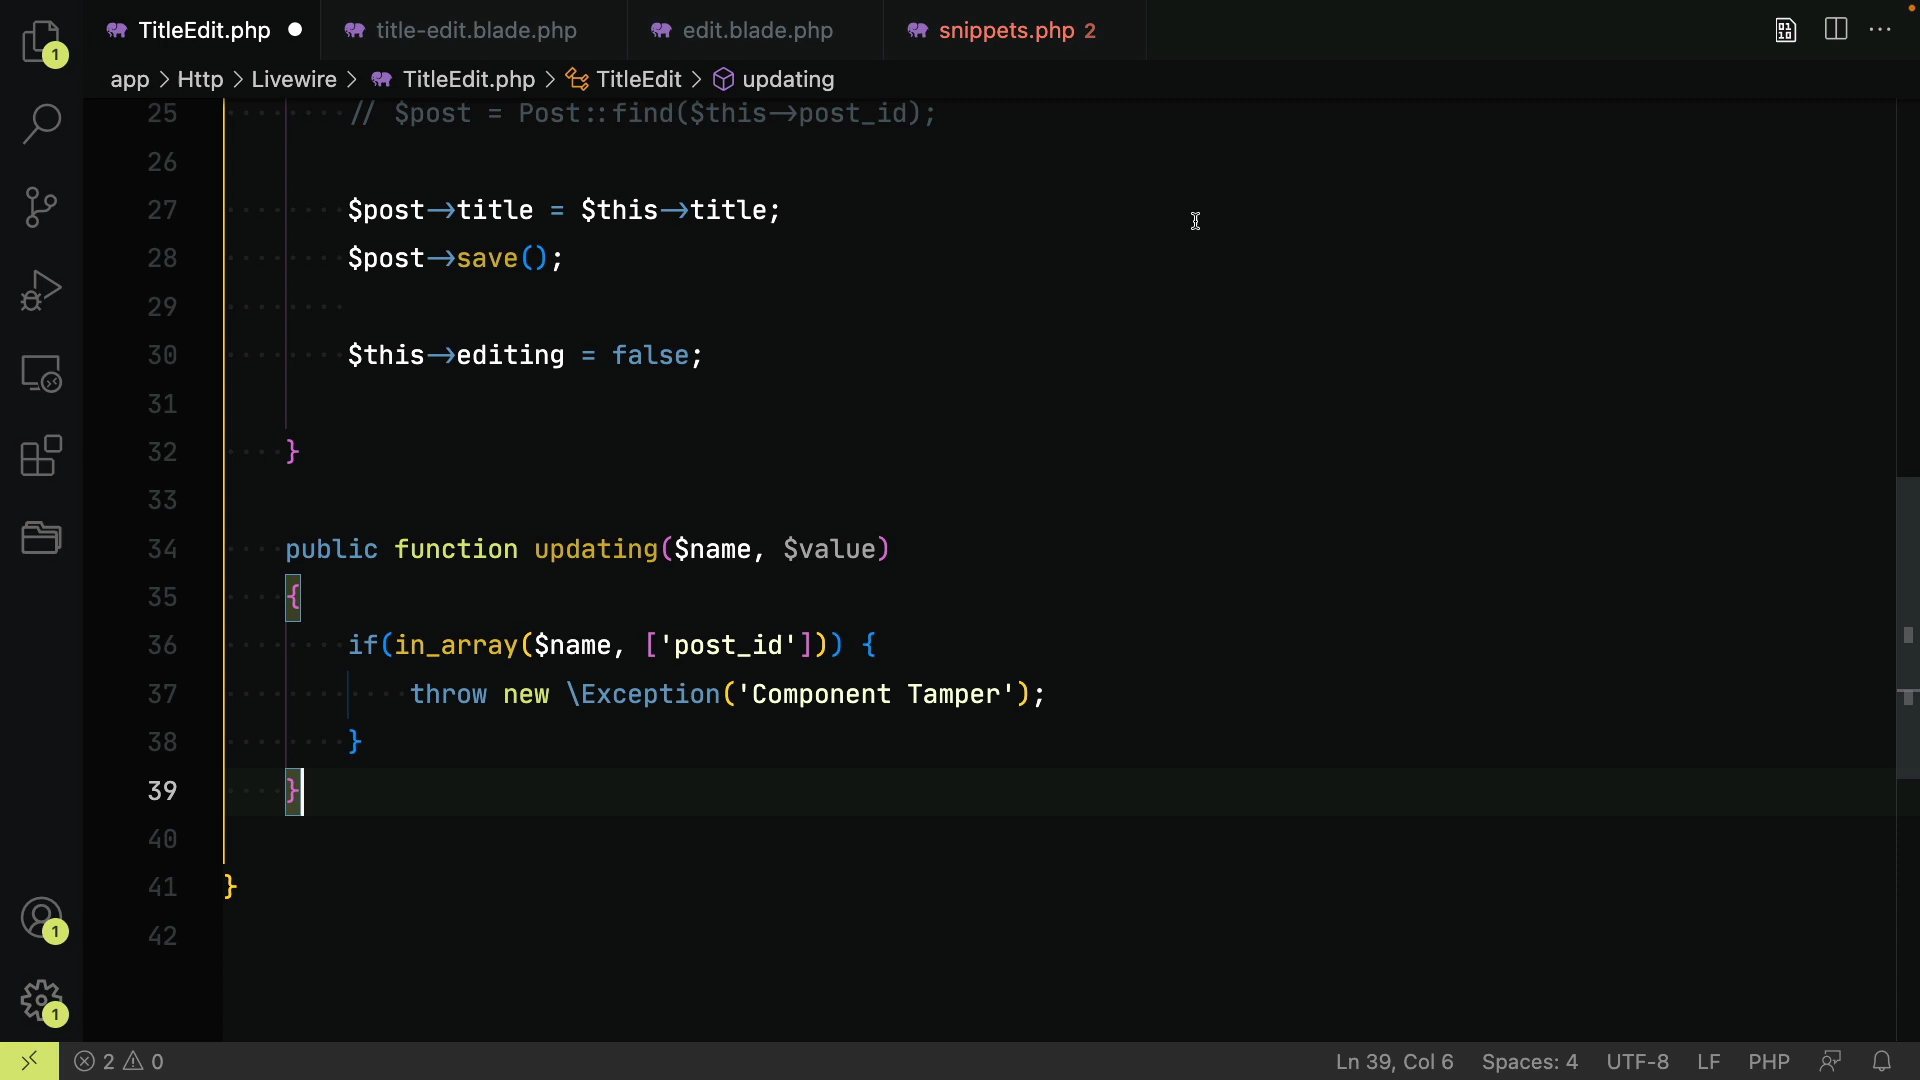 TitleEdit.php
title-edit.blade.php
edit.blade.php
snippets.php 2
app > Http > Livewire > TitleEdit.php > TitleEdit > updating
25 // $post = Post::find($this->post_id);
26
27 $post->title = $this->title;
28 $post->save();
29
30 $this->editing = false;
31
32 }
33
34 public function updating($name, $value)
35 {
36 if(in_array($name, ['post_id'])) {
37 throw new \Exception('Component Tamper');
38 }
39 }
40
41 }
42
1
1
1
2 0
Ln 39, Col 6 Spaces: 4 UTF-8 LF PHP